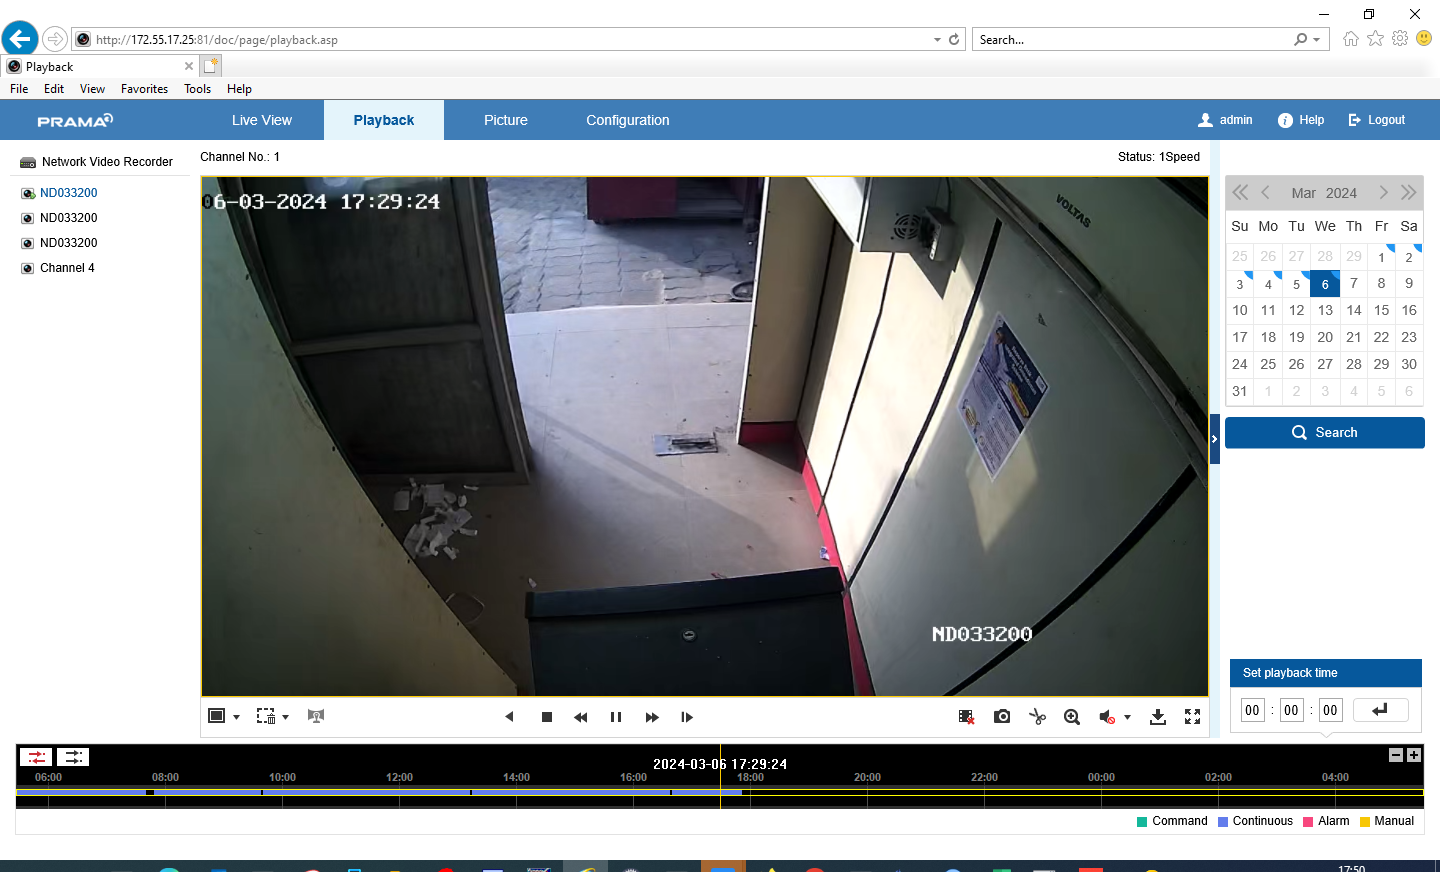 http://172.55.17.25:81/doc/page/playback.asp
Search...
Playback
File Edit View Favorites Tools Help
PRAMA
Live View Playback Picture Configuration
admin Help Logout
Network Video Recorder
ND033200
ND033200
ND033200
Channel 4
Channel No.: 1
Status: 1Speed
06-03-2024 17:29:24
VOLTAS
ND033200
Mar 2024
Su Mo Tu We Th Fr Sa
25 26 27 28 29 1 2
3 4 5 6 7 8 9
10 11 12 13 14 15 16
17 18 19 20 21 22 23
24 25 26 27 28 29 30
31 1 2 3 4 5 6
Search
Set playback time
00 : 00 : 00
2024-03-06 17:29:24
06:00 08:00 10:00 12:00 14:00 16:00 18:00 20:00 22:00 00:00 02:00 04:00
Command Continuous Alarm Manual
17:50